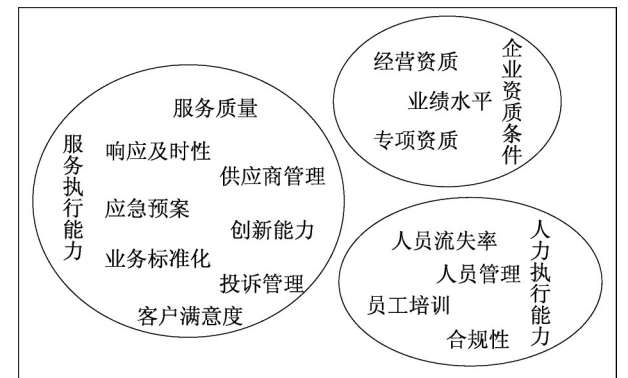 服务执行能力
服务质量
响应及时性
供应商管理
应急预案
创新能力
业务标准化
投诉管理
客户满意度
企业资质条件
经营资质
业绩水平
专项资质
人力执行能力
人员流失率
人员管理
员工培训
合规性